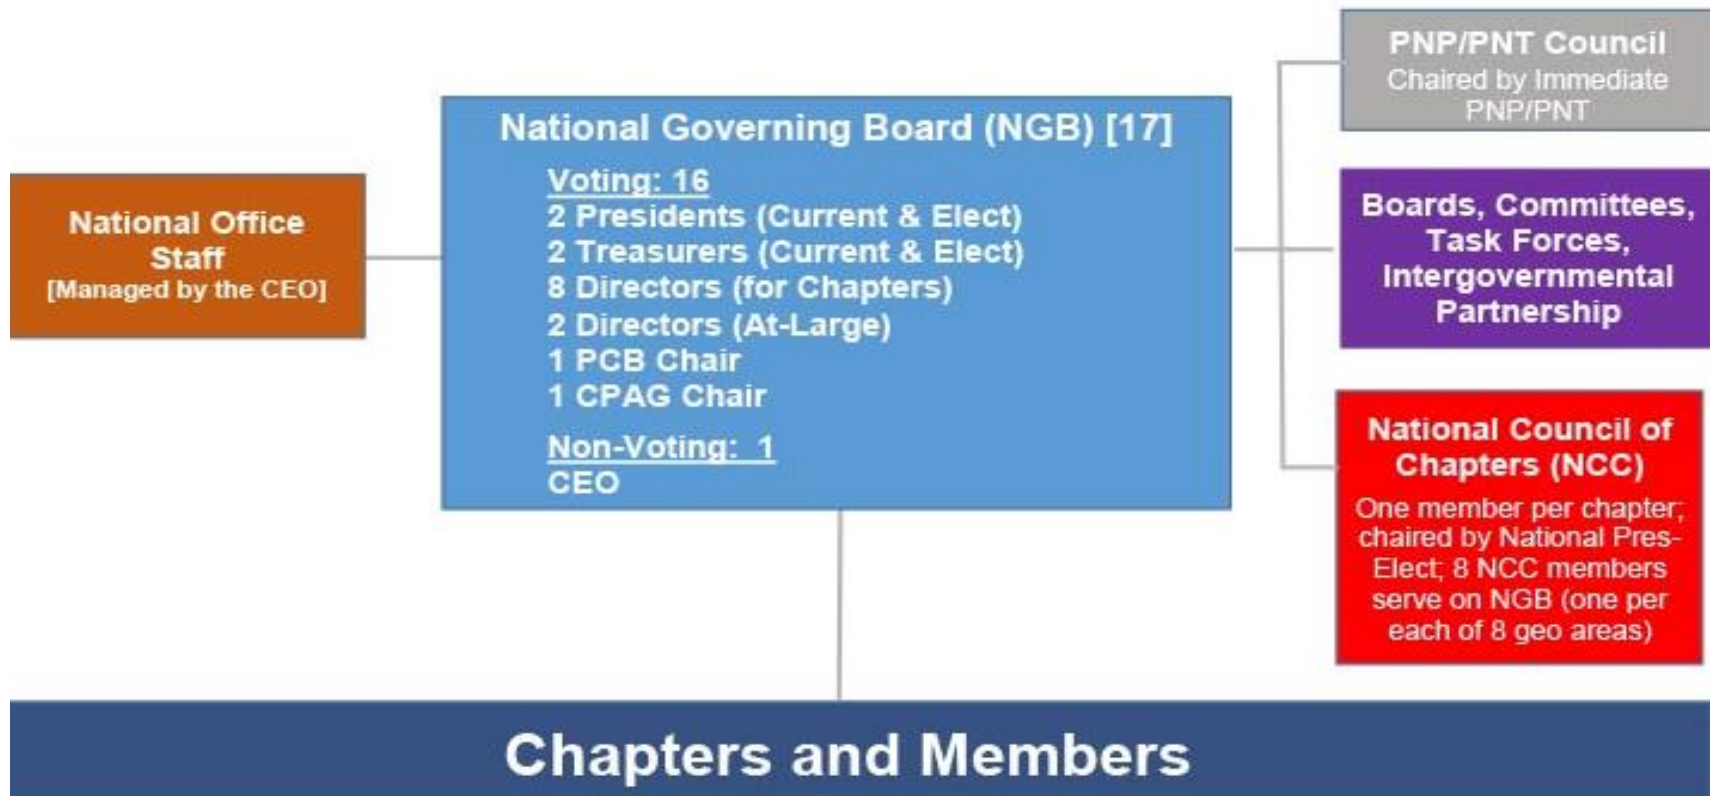 National Office
Staff
[Managed by the CEO]
National Governing Board (NGB) [17]
Voting: 16
2 Presidents (Current & Elect)
2 Treasurers (Current & Elect)
8 Directors (for Chapters)
2 Directors (At-Large)
1 PCB Chair
1 CPAG Chair
Non-Voting: 1
CEO
PNP/PNT Council
Chaired by Immediate
PNP/PNT
Boards, Committees,
Task Forces,
Intergovernmental
Partnership
National Council of
Chapters (NCC)
One member per chapter;
chaired by National Pres-
Elect; 8 NCC members
serve on NGB (one per
each of 8 geo areas)
Chapters and Members